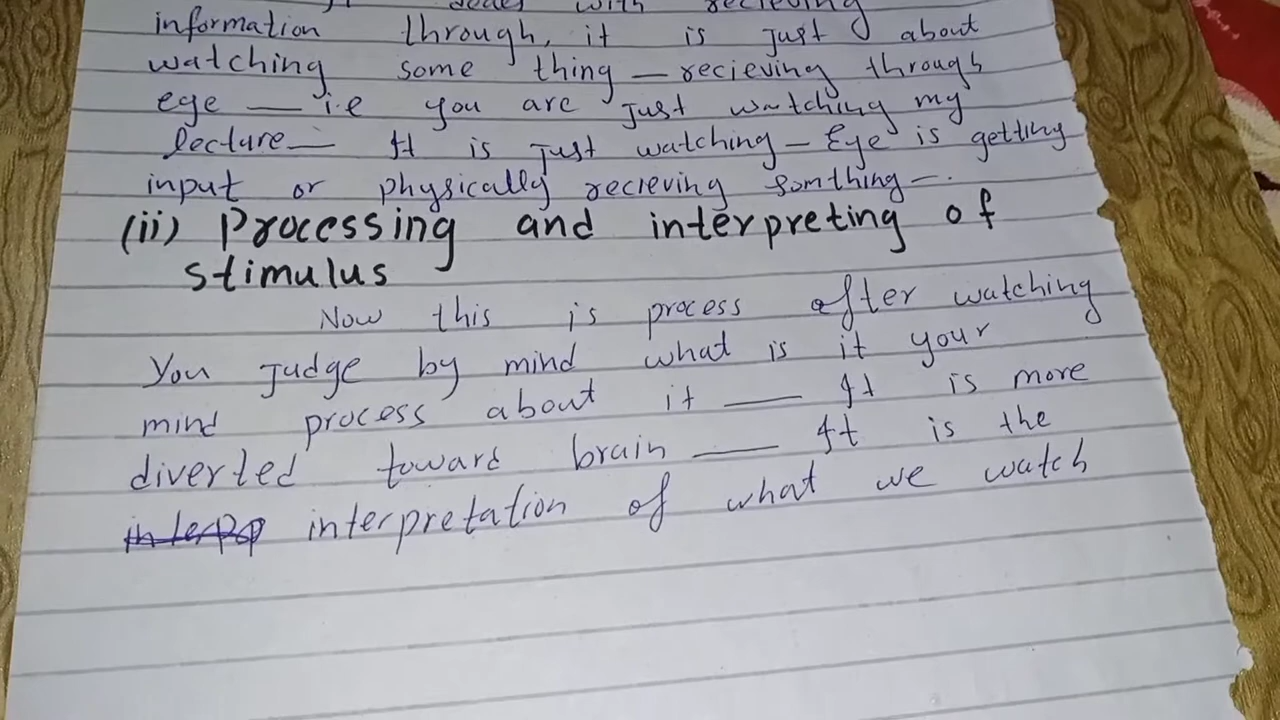 deals with recieving
information through, it is just about
watching some thing — recieving through
eye — i.e you are just watching my
lecture — It is just watching — Eye is getting
input or physically recieving somthing —.
(ii) Processing and interpreting of
stimulus
Now this is process after watching
You judge by mind what is it your
mind process about it — It is more
diverted toward brain — It is the
interpretation of what we watch